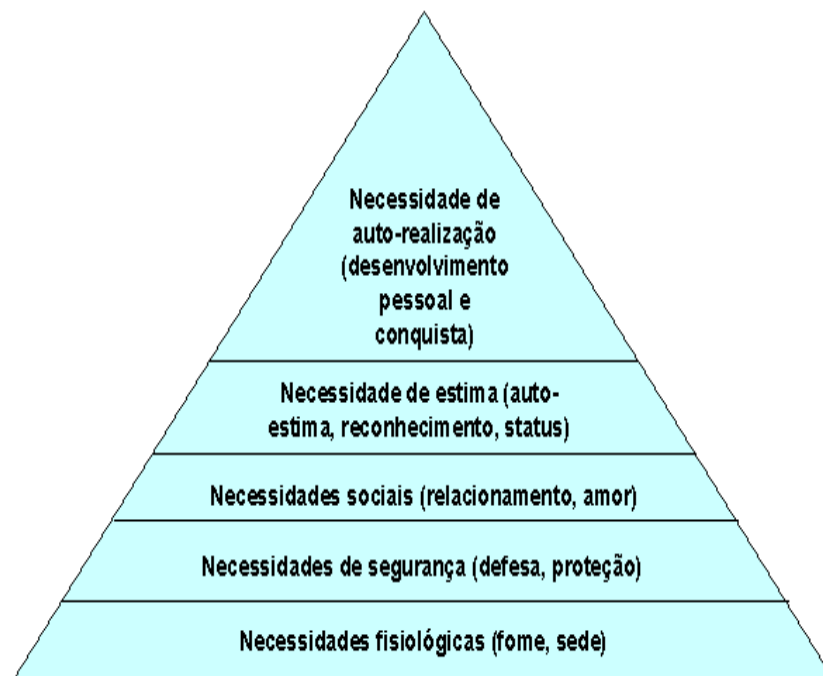 Necessidade de
auto-realização
(desenvolvimento
pessoal e
conquista)
Necessidade de estima (auto-
estima, reconhecimento, status)
Necessidades sociais (relacionamento, amor)
Necessidades de segurança (defesa, proteção)
Necessidades fisiológicas (fome, sede)